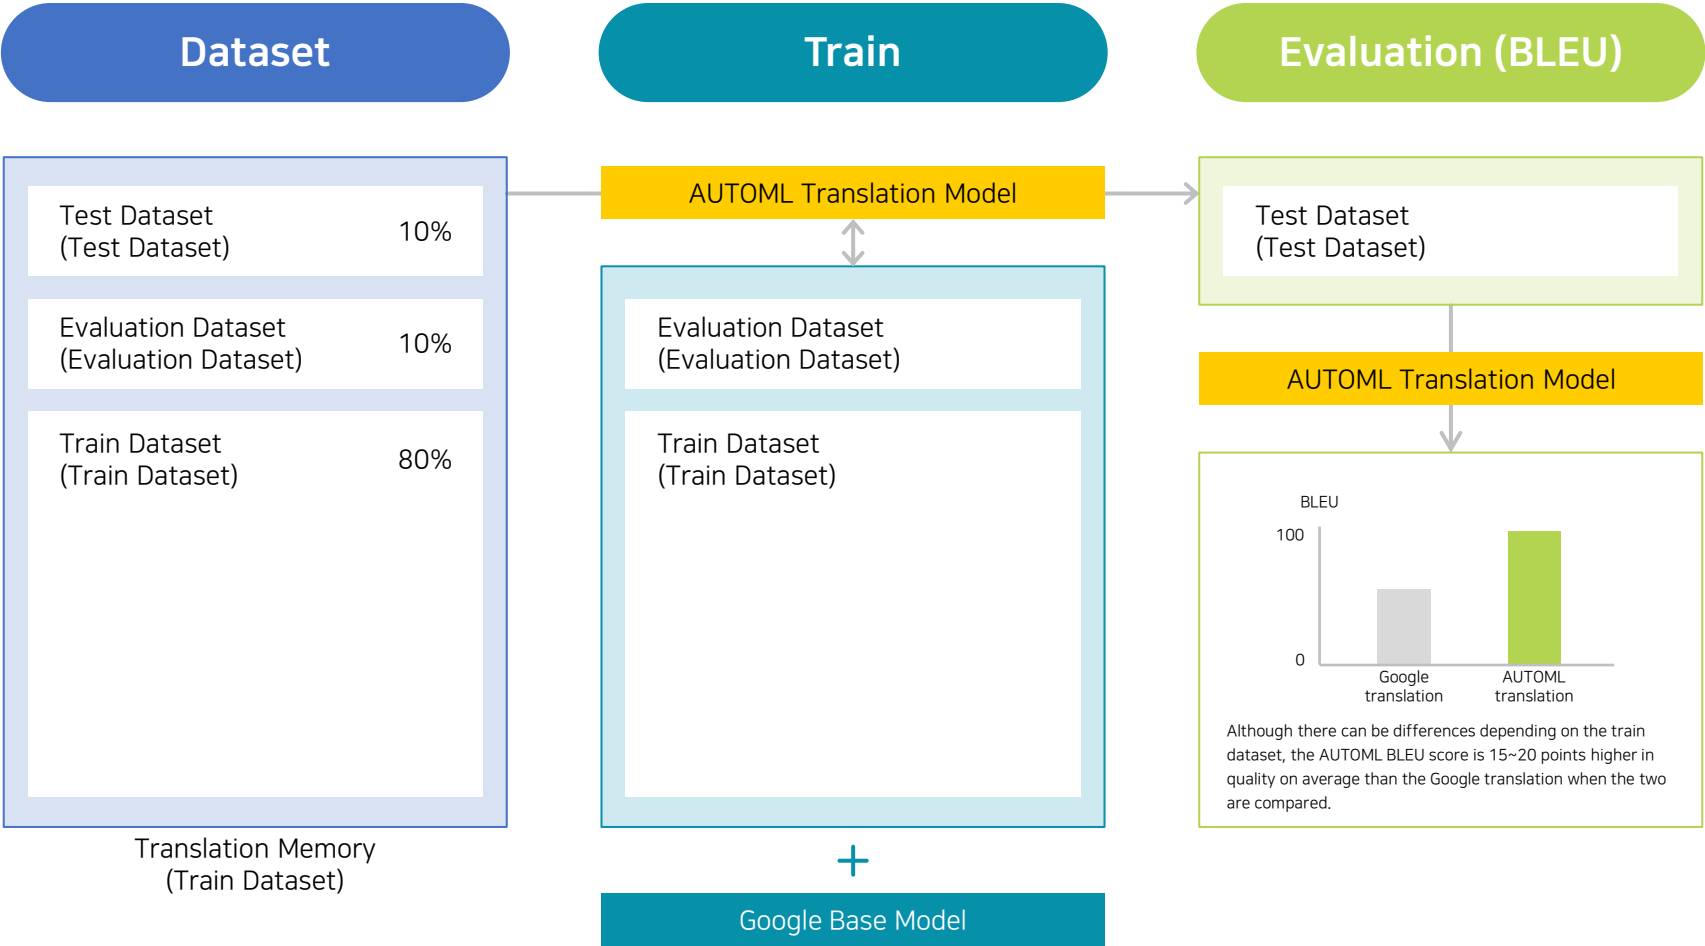 Dataset
Test Dataset
(Test Dataset)
10%
Evaluation Dataset
(Evaluation Dataset)
10%
Train Dataset
(Train Dataset)
80%
Translation Memory
(Train Dataset)
Train
AUTOML Translation Model
Evaluation Dataset
(Evaluation Dataset)
Train Dataset
(Train Dataset)
+
Google Base Model
Evaluation (BLEU)
Test Dataset
(Test Dataset)
AUTOML Translation Model
BLEU
100
0
Google
translation
AUTOML
translation
Although there can be differences depending on the train
dataset, the AUTOML BLEU score is 15~20 points higher in
quality on average than the Google translation when the two
are compared.